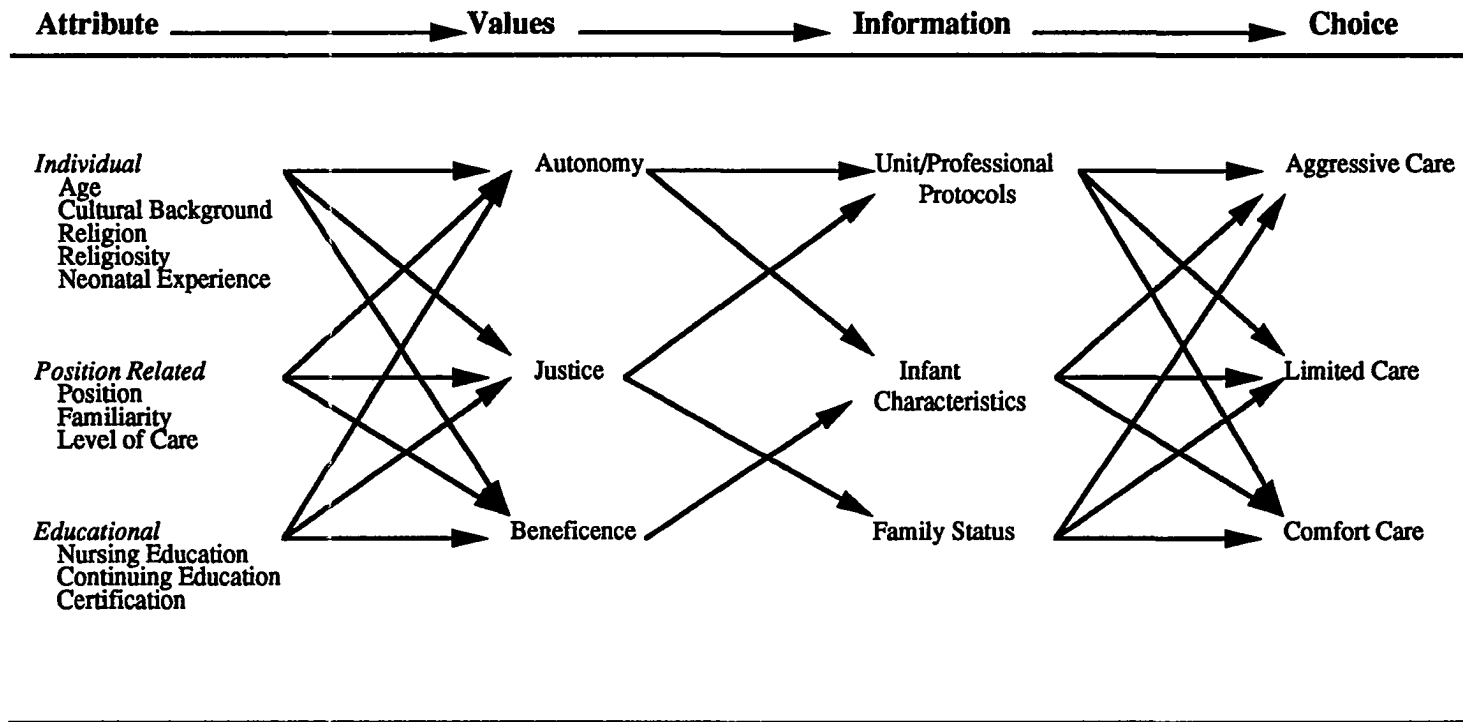 Attribute Values Information Choice
Individual
Age
Cultural Background
Religion
Religiosity
Neonatal Experience
Position Related
Position
Familiarity
Level of Care
Educational
Nursing Education
Continuing Education
Certification
Autonomy
Justice
Beneficence
Unit/Professional
Protocols
Infant
Characteristics
Family Status
Aggressive Care
Limited Care
Comfort Care